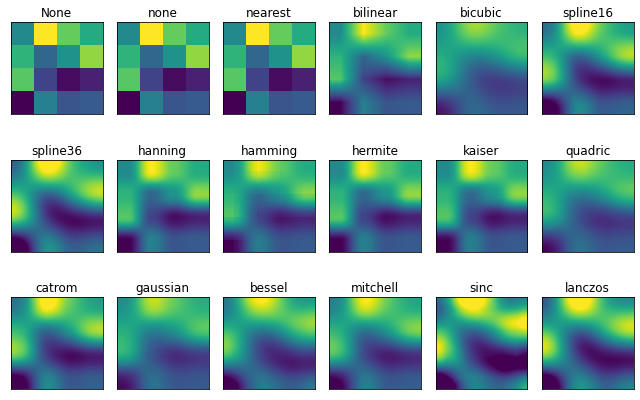 None none nearest bilinear bicubic spline16
spline36 hanning hamming hermite kaiser quadric
catrom gaussian bessel mitchell sinc lanczos